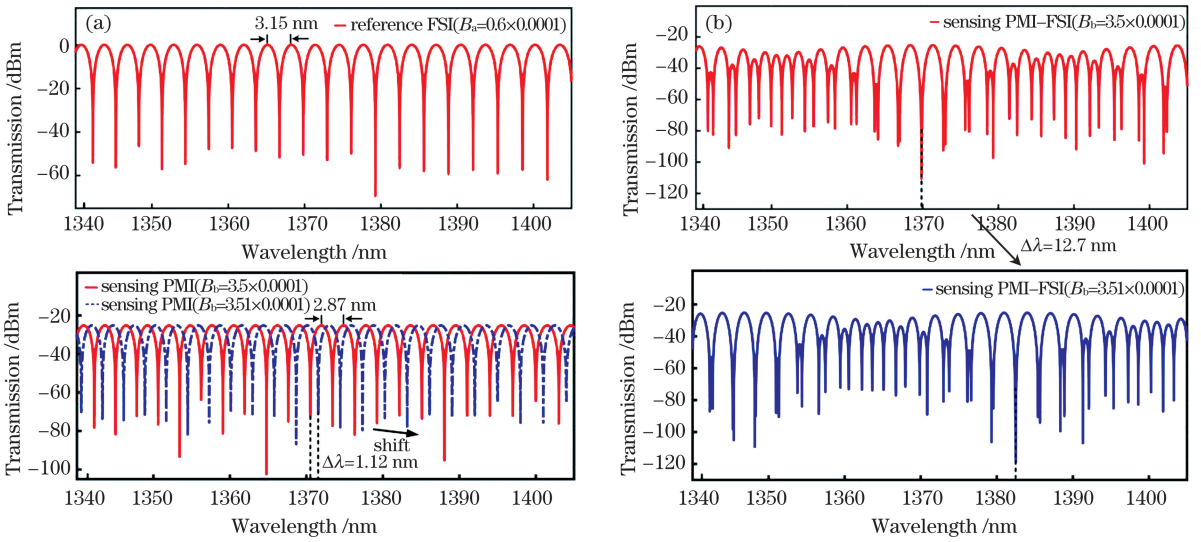 (a)
3.15 nm
reference FSI(Ba=0.6×0.0001)
0
−20
−40
−60
Transmission /dBm
1340 1350 1360 1370 1380 1390 1400
Wavelength /nm
sensing PMI(Bb=3.5×0.0001)
sensing PMI(Bb=3.51×0.0001)
2.87 nm
−20
−40
−60
−80
−100
Transmission /dBm
shift
Δλ=1.12 nm
1340 1350 1360 1370 1380 1390 1400
Wavelength /nm
(b)
sensing PMI−FSI(Bb=3.5×0.0001)
−20
−40
−60
−80
−100
−120
Transmission /dBm
1340 1350 1360 1370 1380 1390 1400
Wavelength /nm
Δλ=12.7 nm
sensing PMI−FSI(Bb=3.51×0.0001)
−20
−40
−60
−80
−100
−120
Transmission /dBm
1340 1350 1360 1370 1380 1390 1400
Wavelength /nm